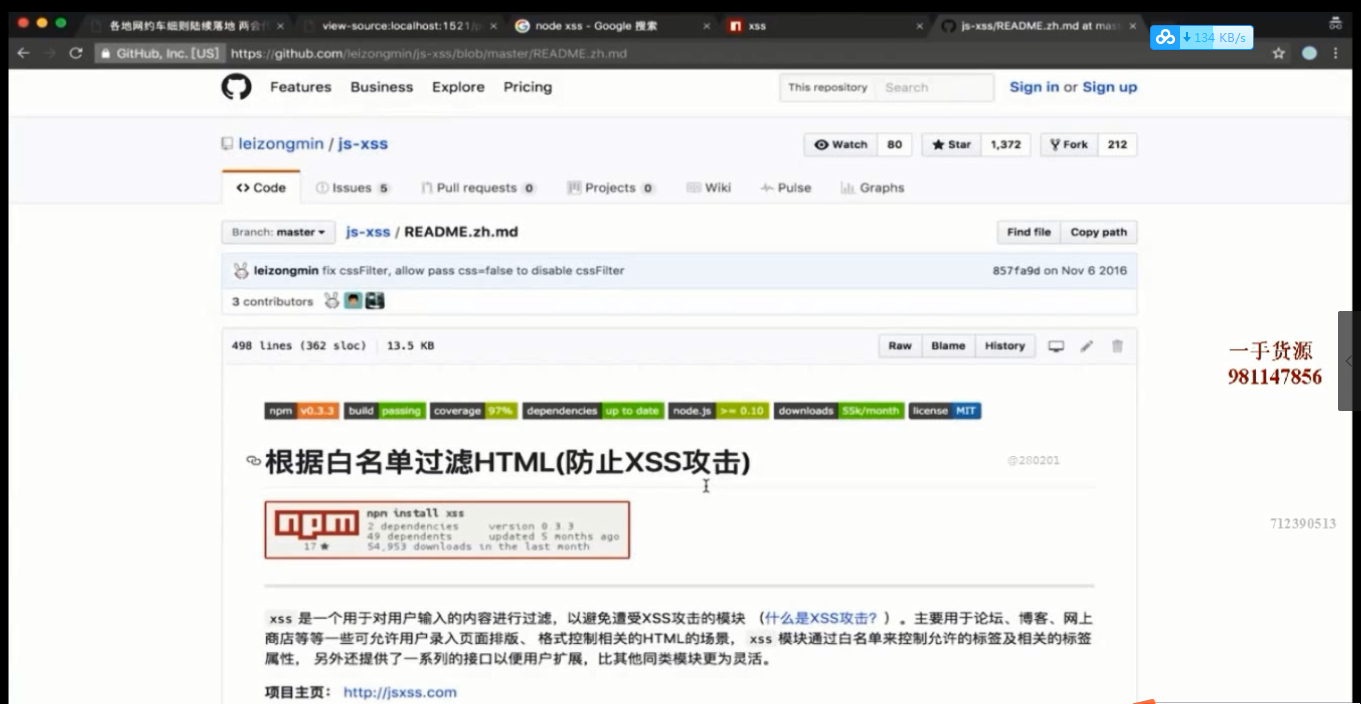 各地网约车细则陆续落地 两会
view-source:localhost:1521/
node xss - Google 搜索
xss
js-xss/README.zh.md at mas
134 KB/s
GitHub, Inc. [US]
https://github.com/leizongmin/js-xss/blob/master/README.zh.md
Features
Business
Explore
Pricing
This repository
Search
Sign in or Sign up
leizongmin / js-xss
Watch 80
Star 1,372
Fork 212
Code
Issues 5
Pull requests 0
Projects 0
Wiki
Pulse
Graphs
Branch: master
js-xss / README.zh.md
Find file
Copy path
leizongmin fix cssFilter, allow pass css=false to disable cssFilter
857fa9d on Nov 6 2016
3 contributors
498 lines (362 sloc)
13.5 KB
Raw
Blame
History
一手货源
981147856
npm v0.3.3
build passing
coverage 97%
dependencies up to date
node.js >= 0.10
downloads 55k/month
license MIT
根据白名单过滤HTML(防止XSS攻击)
@280201
npm
17 ★
npm install xss
2 dependencies version 0.3.3
49 dependents updated 5 months ago
54,953 downloads in the last month
712390513
xss 是一个用于对用户输入的内容进行过滤，以避免遭受XSS攻击的模块 （什么是XSS攻击？）。主要用于论坛、博客、网上
商店等等一些可允许用户录入页面排版、 格式控制相关的HTML的场景， xss 模块通过白名单来控制允许的标签及相关的标签
属性， 另外还提供了一系列的接口以便用户扩展，比其他同类模块更为灵活。
项目主页： http://jsxss.com